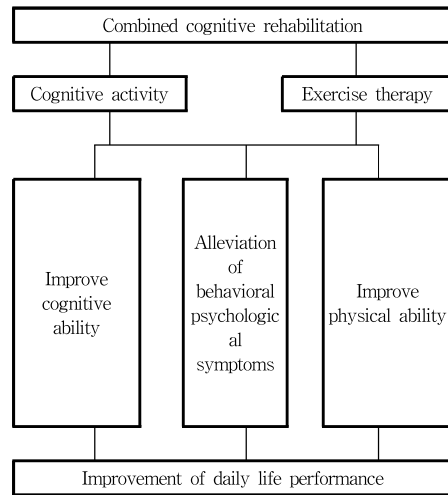 Combined cognitive rehabilitation
Cognitive activity
Exercise therapy
Improve
cognitive
ability
Alleviation
of
behavioral
psychologic
al
symptoms
Improve
physical ability
Improvement of daily life performance